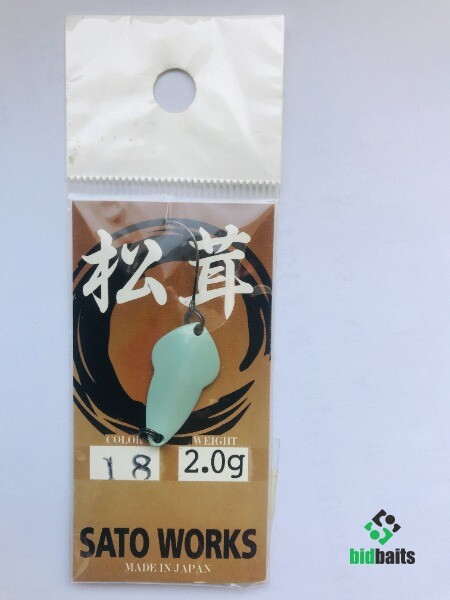 松茸
COLOR WEIGHT
18 2.0g
SATO WORKS
MADE IN JAPAN
bidbaits